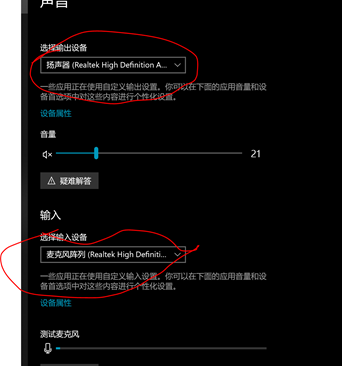 声音
选择输出设备
扬声器 (Realtek High Definition A...
一些应用正在使用自定义输出设置。你可以在下面的应用音量和设
备首选项中对这些内容进行个性化设置。
设备属性
音量
21
疑难解答
输入
选择输入设备
麦克风阵列 (Realtek High Definiti...
一些应用正在使用自定义输入设置。你可以在下面的应用音量和设
备首选项中对这些内容进行个性化设置。
设备属性
测试麦克风